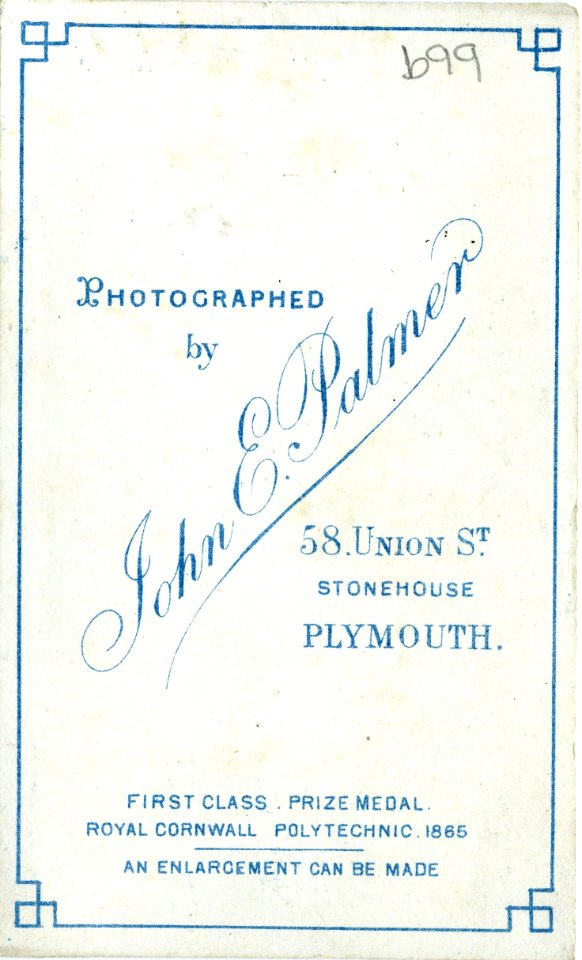 b99
PHOTOGRAPHED
by
John E. Palmer
58. UNION ST
STONEHOUSE
PLYMOUTH.
FIRST CLASS . PRIZE MEDAL.
ROYAL CORNWALL POLYTECHNIC. 1865
AN ENLARGEMENT CAN BE MADE